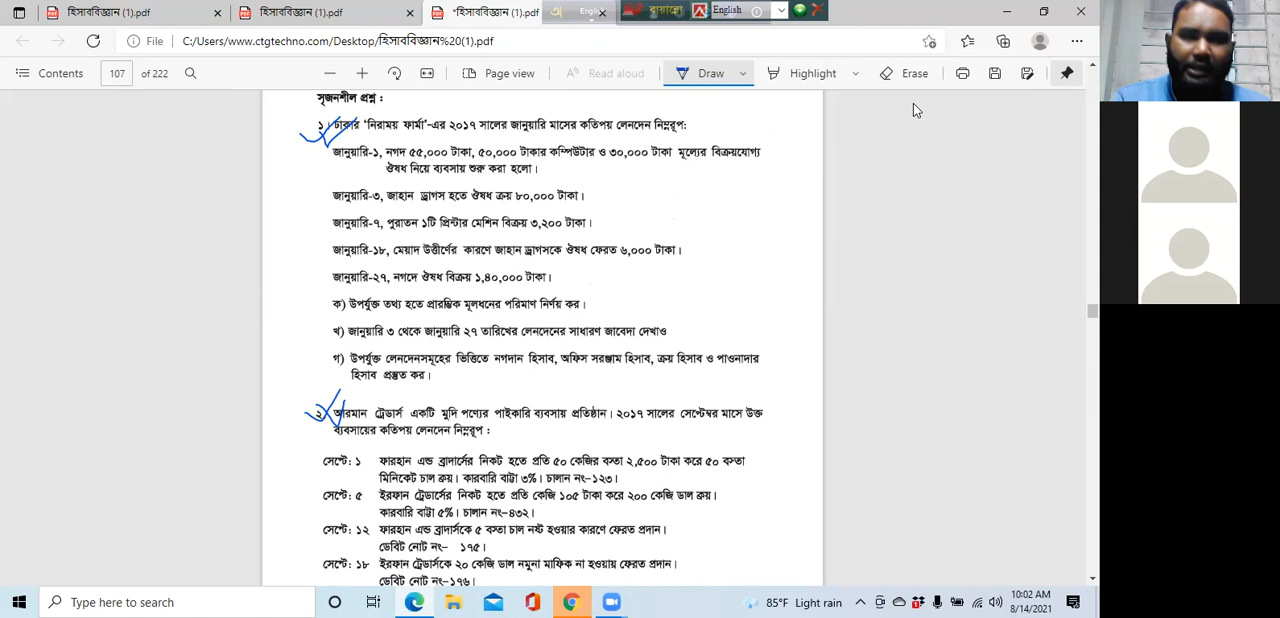 হিসাববিজ্ঞান (1).pdf
হিসাববিজ্ঞান (1).pdf
*হিসাববিজ্ঞান (1).pdf
English
English
File C:/Users/www.ctgtechno.com/Desktop/হিসাববিজ্ঞান%20(1).pdf
Contents 107 of 222 Page view Read aloud Draw Highlight Erase
সৃজনশীল প্রশ্ন :
১। ঢাকার ‘নিরাময় ফার্মা’-এর ২০১৭ সালের জানুয়ারি মাসের কতিপয় লেনদেন নিম্নরূপ:
জানুয়ারি-১, নগদ ৫৫,০০০ টাকা, ৫০,০০০ টাকার কম্পিউটার ও ৩০,০০০ টাকা মূল্যের বিক্রয়যোগ্য
ঔষধ নিয়ে ব্যবসায় শুরু করা হলো।
জানুয়ারি-৩, জাহান ড্রাগস হতে ঔষধ ক্রয় ৮০,০০০ টাকা।
জানুয়ারি-৭, পুরাতন ১টি প্রিন্টার মেশিন বিক্রয় ৩,২০০ টাকা।
জানুয়ারি-১৮, মেয়াদ উত্তীর্ণের কারণে জাহান ড্রাগসকে ঔষধ ফেরত ৬,০০০ টাকা।
জানুয়ারি-২৭, নগদে ঔষধ বিক্রয় ১,৪০,০০০ টাকা।
ক) উপর্যুক্ত তথ্য হতে প্রারম্ভিক মূলধনের পরিমাণ নির্ণয় কর।
খ) জানুয়ারি ৩ থেকে জানুয়ারি ২৭ তারিখের লেনদেনের সাধারণ জাবেদা দেখাও
গ) উপর্যুক্ত লেনদেনসমূহের ভিত্তিতে নগদান হিসাব, অফিস সরঞ্জাম হিসাব, ক্রয় হিসাব ও পাওনাদার
হিসাব প্রস্তুত কর।
২। আরমান ট্রেডার্স একটি মুদি পণ্যের পাইকারি ব্যবসায় প্রতিষ্ঠান। ২০১৭ সালের সেপ্টেম্বর মাসে উক্ত
ব্যবসায়ের কতিপয় লেনদেন নিম্নরূপ :
সেপ্টে: ১ ফারহান এন্ড ব্রাদার্সের নিকট হতে প্রতি ৫০ কেজির বস্তা ২,৫০০ টাকা করে ৫০ বস্তা
মিনিকেট চাল ক্রয়। কারবারি বাট্টা ৩%। চালান নং-১২৩।
সেপ্টে: ৫ ইরফান ট্রেডার্সের নিকট হতে প্রতি কেজি ১০৫ টাকা করে ২০০ কেজি ডাল ক্রয়।
কারবারি বাট্টা ৫%। চালান নং-৪৩২।
সেপ্টে: ১২ ফারহান এন্ড ব্রাদার্সকে ৫ বস্তা চাল নষ্ট হওয়ার কারণে ফেরত প্রদান।
ডেবিট নোট নং- ১৭৫।
সেপ্টে: ১৮ ইরফান ট্রেডার্সকে ২০ কেজি ডাল নমুনা মাফিক না হওয়ায় ফেরত প্রদান।
ডেবিট নোট নং-১৭৬।
Type here to search
85°F Light rain
10:02 AM
8/14/2021